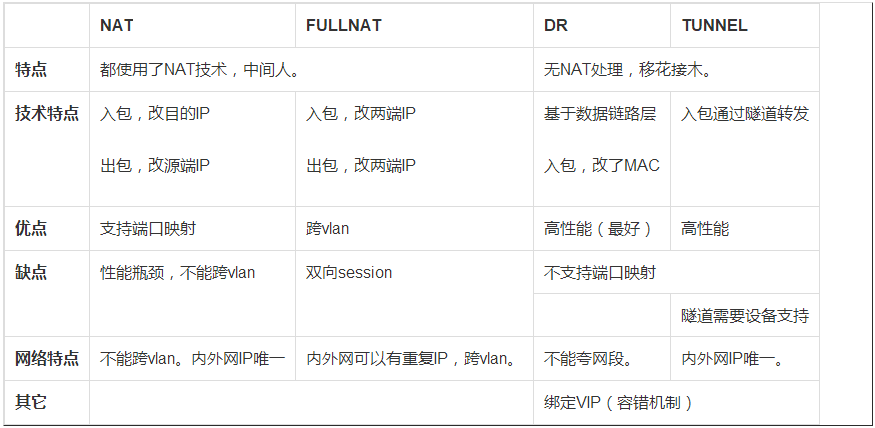 NAT FULLNAT DR TUNNEL
特点 都使用了NAT技术，中间人。 无NAT处理，移花接木。
技术特点 入包，改目的IP 入包，改两端IP 基于数据链路层 入包通过隧道转发
出包，改源端IP 出包，改两端IP 入包，改了MAC
优点 支持端口映射 跨vlan 高性能（最好） 高性能
缺点 性能瓶颈，不能跨vlan 双向session 不支持端口映射
隧道需要设备支持
网络特点 不能跨vlan。内外网IP唯一 内外网可以有重复IP，跨vlan。 不能夸网段。 内外网IP唯一。
其它 绑定VIP（容错机制）